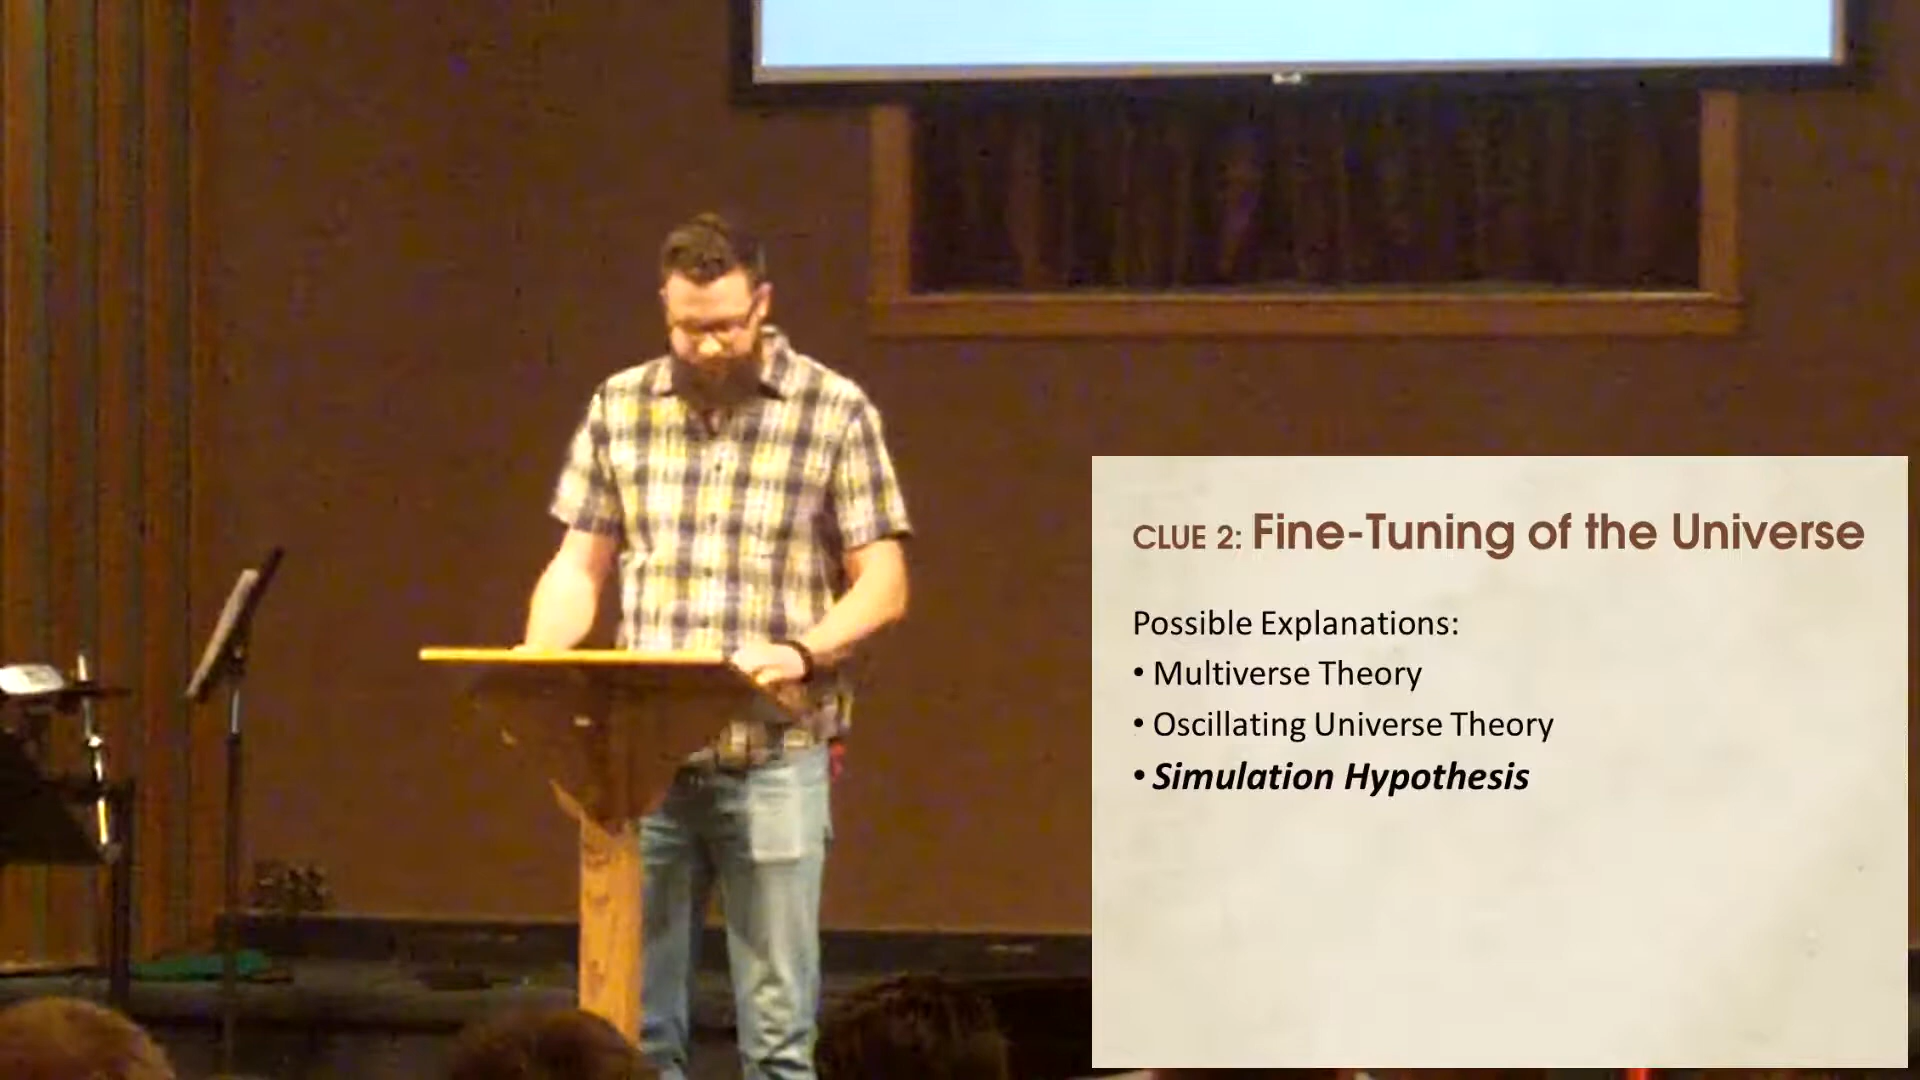 CLUE 2: Fine-Tuning of the Universe
Possible Explanations:
• Multiverse Theory
• Oscillating Universe Theory
• Simulation Hypothesis